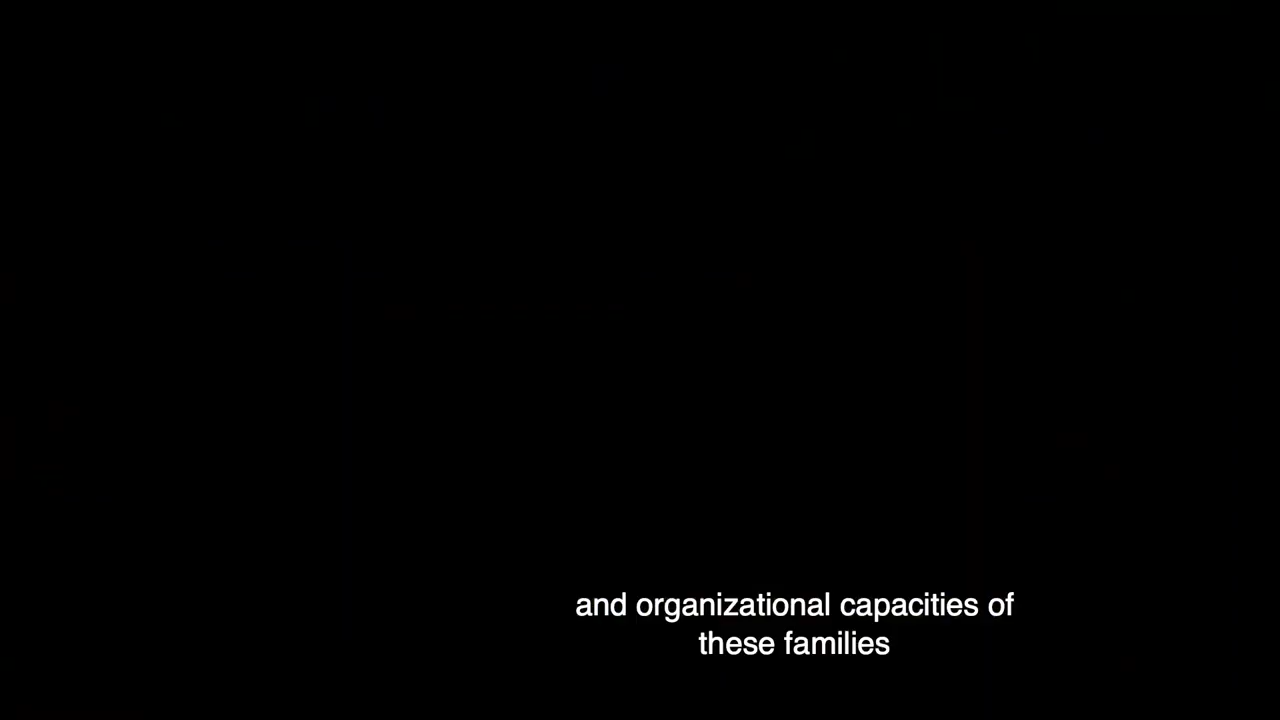 and organizational capacities of
these families